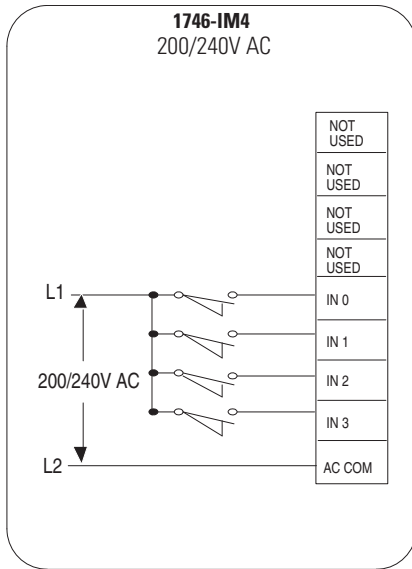 1746-IM4
200/240V AC
NOT
USED
NOT
USED
NOT
USED
NOT
USED
L1
IN 0
IN 1
200/240V AC
IN 2
IN 3
L2
AC COM